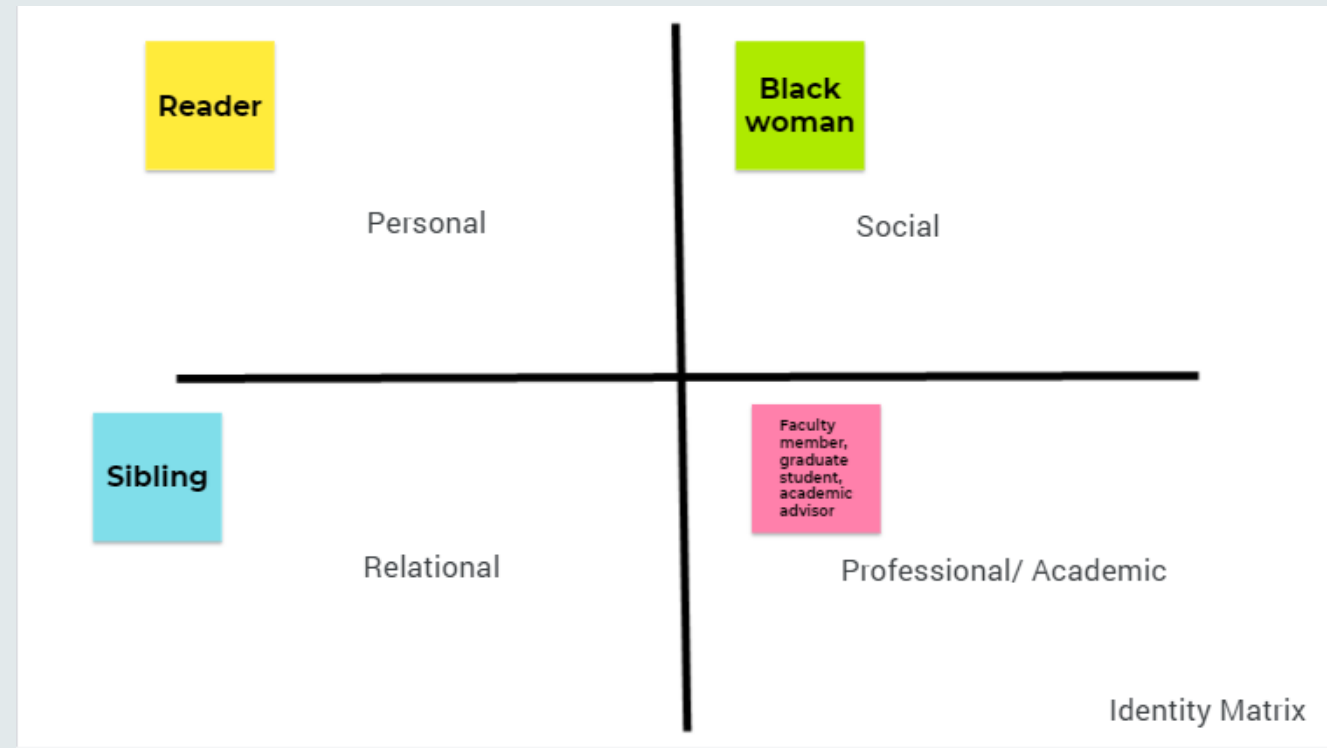 Reader
Black
woman
Personal
Social
Sibling
Faculty
member,
graduate
student,
academic
advisor
Relational
Professional/ Academic
Identity Matrix